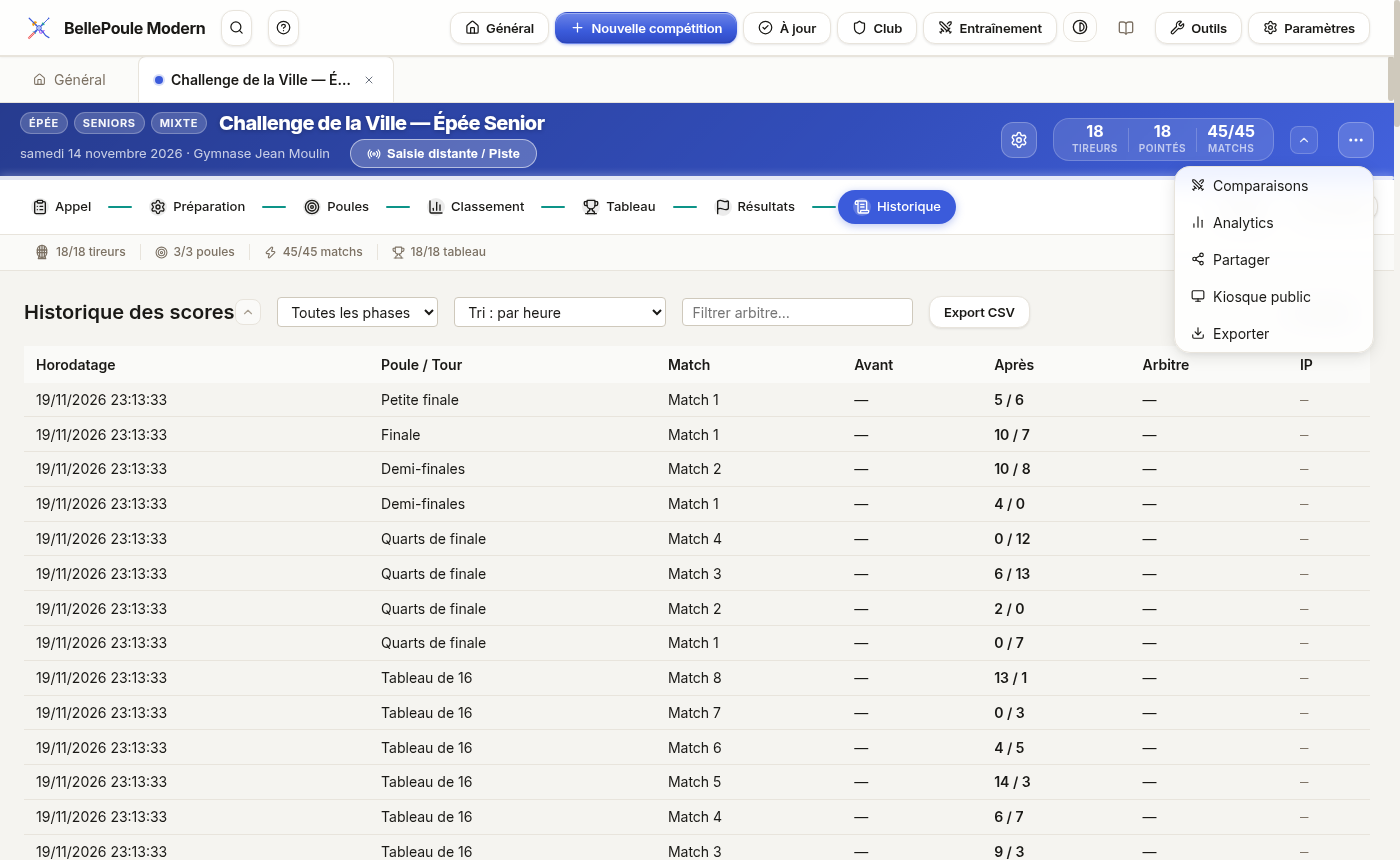 BellePoule Modern
Général
Nouvelle compétition
À jour
Club
Entraînement
Outils
Paramètres
Général
Challenge de la Ville — É...
ÉPÉE
SENIORS
MIXTE
Challenge de la Ville — Épée Senior
samedi 14 novembre 2026 · Gymnase Jean Moulin
Saisie distante / Piste
18
TIREURS
18
POINTÉS
45/45
MATCHS
Comparaisons
Analytics
Partager
Kiosque public
Exporter
Appel
Préparation
Poules
Classement
Tableau
Résultats
Historique
18/18 tireurs
3/3 poules
45/45 matchs
18/18 tableau
Historique des scores
Toutes les phases
Tri : par heure
Filtrer arbitre...
Export CSV
Horodatage Poule / Tour Match Avant Après Arbitre IP
19/11/2026 23:13:33 Petite finale Match 1 — 5 / 6 — –
19/11/2026 23:13:33 Finale Match 1 — 10 / 7 — –
19/11/2026 23:13:33 Demi-finales Match 2 — 10 / 8 — –
19/11/2026 23:13:33 Demi-finales Match 1 — 4 / 0 — –
19/11/2026 23:13:33 Quarts de finale Match 4 — 0 / 12 — –
19/11/2026 23:13:33 Quarts de finale Match 3 — 6 / 13 — –
19/11/2026 23:13:33 Quarts de finale Match 2 — 2 / 0 — –
19/11/2026 23:13:33 Quarts de finale Match 1 — 0 / 7 — –
19/11/2026 23:13:33 Tableau de 16 Match 8 — 13 / 1 — –
19/11/2026 23:13:33 Tableau de 16 Match 7 — 0 / 3 — –
19/11/2026 23:13:33 Tableau de 16 Match 6 — 4 / 5 — –
19/11/2026 23:13:33 Tableau de 16 Match 5 — 14 / 3 — –
19/11/2026 23:13:33 Tableau de 16 Match 4 — 6 / 7 — –
19/11/2026 23:13:33 Tableau de 16 Match 3 — 9 / 3 — –